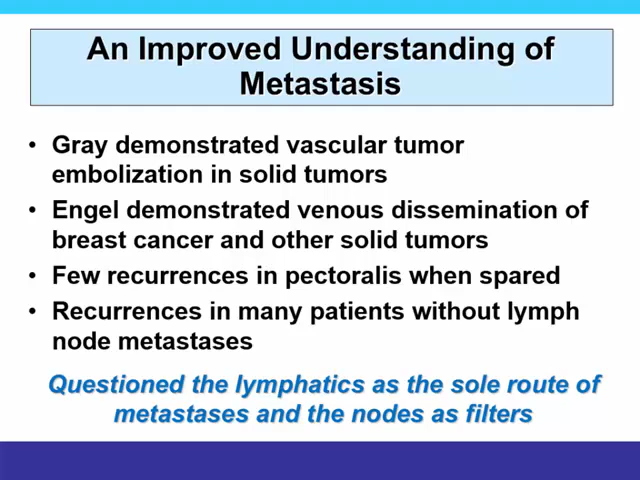 An Improved Understanding of
Metastasis
• Gray demonstrated vascular tumor
embolization in solid tumors
• Engel demonstrated venous dissemination of
breast cancer and other solid tumors
• Few recurrences in pectoralis when spared
• Recurrences in many patients without lymph
node metastases
Questioned the lymphatics as the sole route of
metastases and the nodes as filters